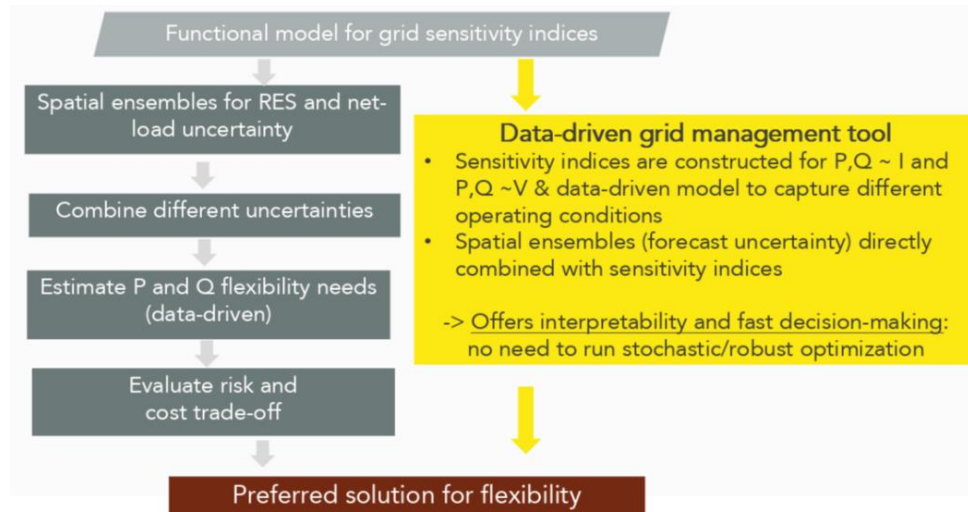 Functional model for grid sensitivity indices
Spatial ensembles for RES and net-
load uncertainty
Combine different uncertainties
Estimate P and Q flexibility needs
(data-driven)
Evaluate risk and
cost trade-off
Data-driven grid management tool
• Sensitivity indices are constructed for P,Q ~ I and
P,Q ~V & data-driven model to capture different
operating conditions
• Spatial ensembles (forecast uncertainty) directly
combined with sensitivity indices
-> Offers interpretability and fast decision-making:
no need to run stochastic/robust optimization
Preferred solution for flexibility